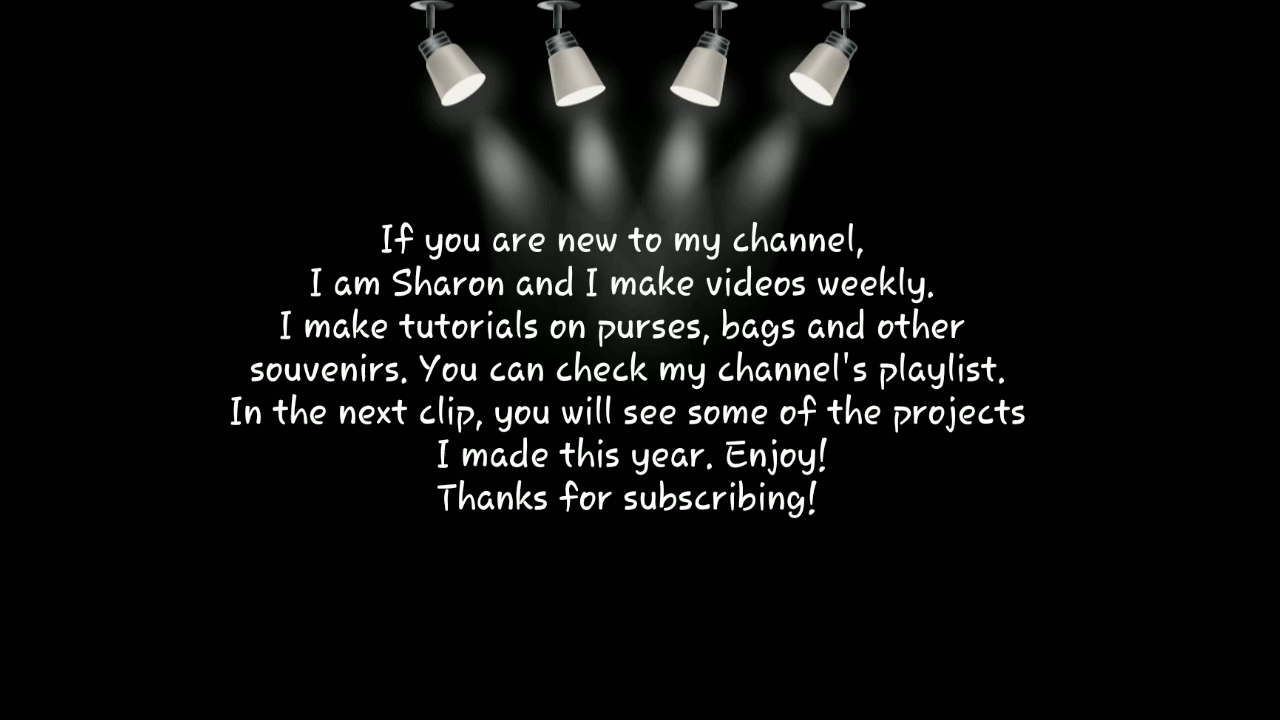 If you are new to my channel,
I am Sharon and I make videos weekly.
I make tutorials on purses, bags and other
souvenirs. You can check my channel's playlist.
In the next clip, you will see some of the projects
I made this year. Enjoy!
Thanks for subscribing!